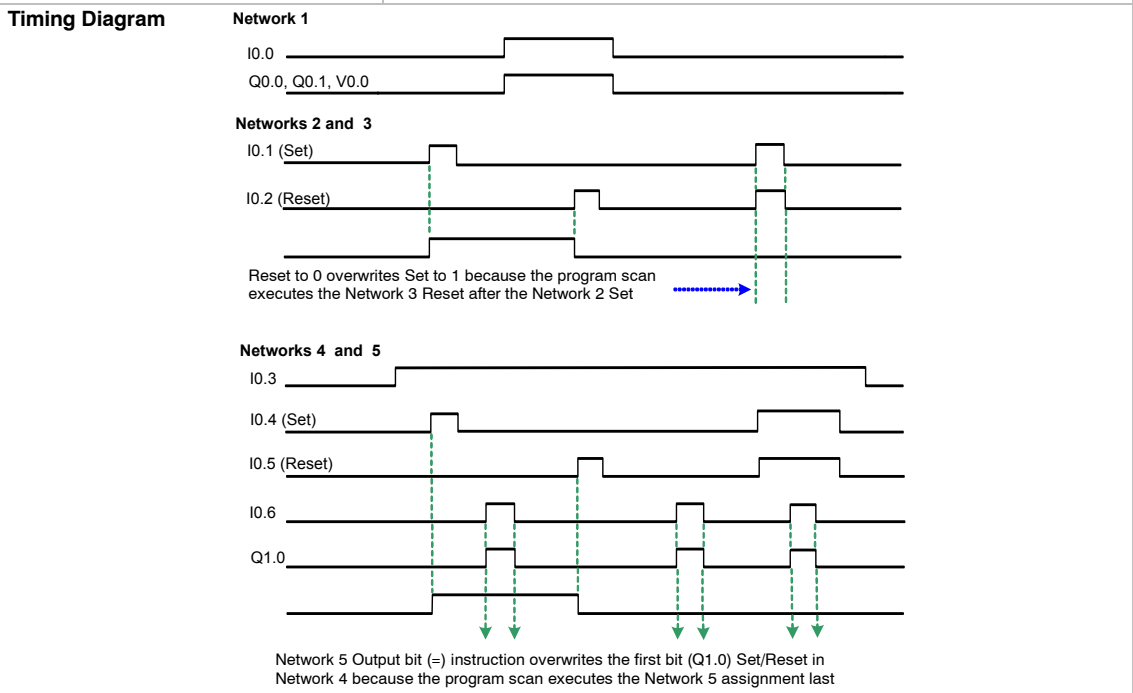 Timing Diagram
Network 1
I0.0
Q0.0, Q0.1, V0.0
Networks 2 and 3
I0.1 (Set)
I0.2 (Reset)
Reset to 0 overwrites Set to 1 because the program scan
executes the Network 3 Reset after the Network 2 Set
Networks 4 and 5
I0.3
I0.4 (Set)
I0.5 (Reset)
I0.6
Q1.0
Network 5 Output bit (=) instruction overwrites the first bit (Q1.0) Set/Reset in
Network 4 because the program scan executes the Network 5 assignment last